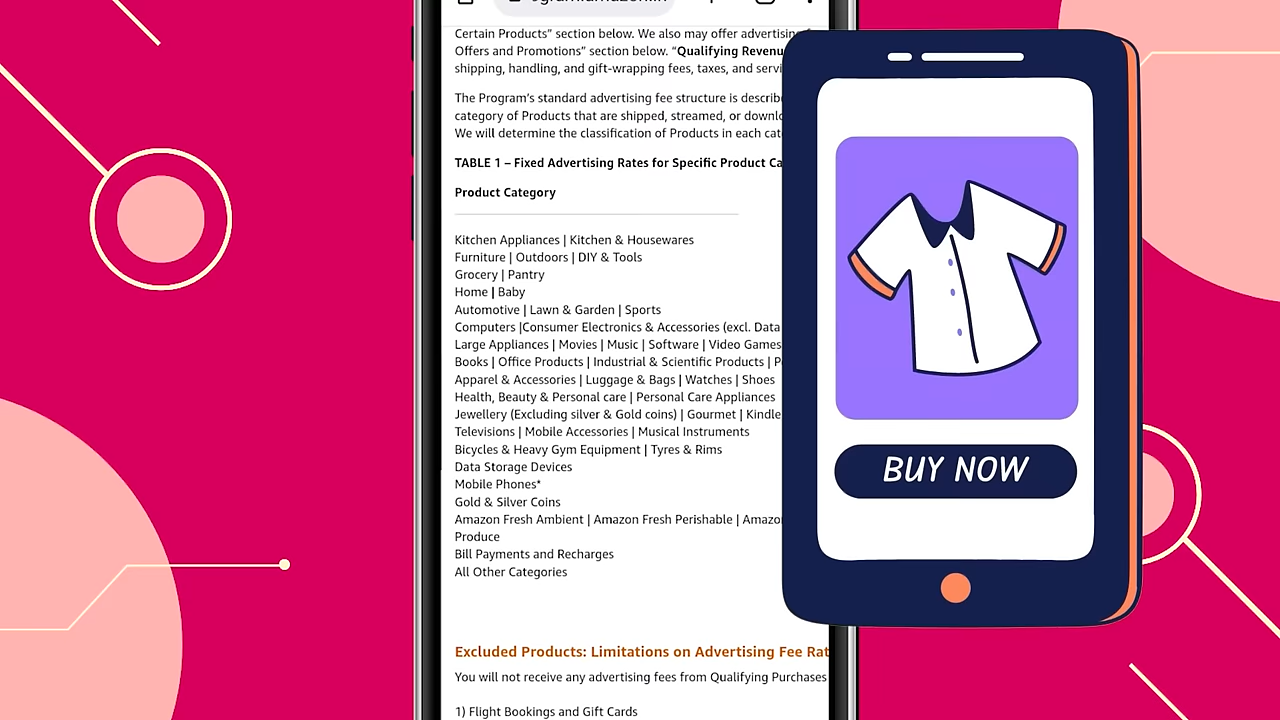 Certain Products” section below. We also may offer advertising
Offers and Promotions” section below. “Qualifying Revenu
shipping, handling, and gift-wrapping fees, taxes, and servi
The Program’s standard advertising fee structure is describe
category of Products that are shipped, streamed, or downlo
We will determine the classification of Products in each cat
TABLE 1 – Fixed Advertising Rates for Specific Product Ca
Product Category
Kitchen Appliances | Kitchen & Housewares
Furniture | Outdoors | DIY & Tools
Grocery | Pantry
Home | Baby
Automotive | Lawn & Garden | Sports
Computers |Consumer Electronics & Accessories (excl. Data
Large Appliances | Movies | Music | Software | Video Games
Books | Office Products | Industrial & Scientific Products | P
Apparel & Accessories | Luggage & Bags | Watches | Shoes
Health, Beauty & Personal care | Personal Care Appliances
Jewellery (Excluding silver & Gold coins) | Gourmet | Kindle
Televisions | Mobile Accessories | Musical Instruments
Bicycles & Heavy Gym Equipment | Tyres & Rims
Data Storage Devices
Mobile Phones*
Gold & Silver Coins
Amazon Fresh Ambient | Amazon Fresh Perishable | Amazo
Produce
Bill Payments and Recharges
All Other Categories
Excluded Products: Limitations on Advertising Fee Rat
You will not receive any advertising fees from Qualifying Purchases
1) Flight Bookings and Gift Cards
BUY NOW